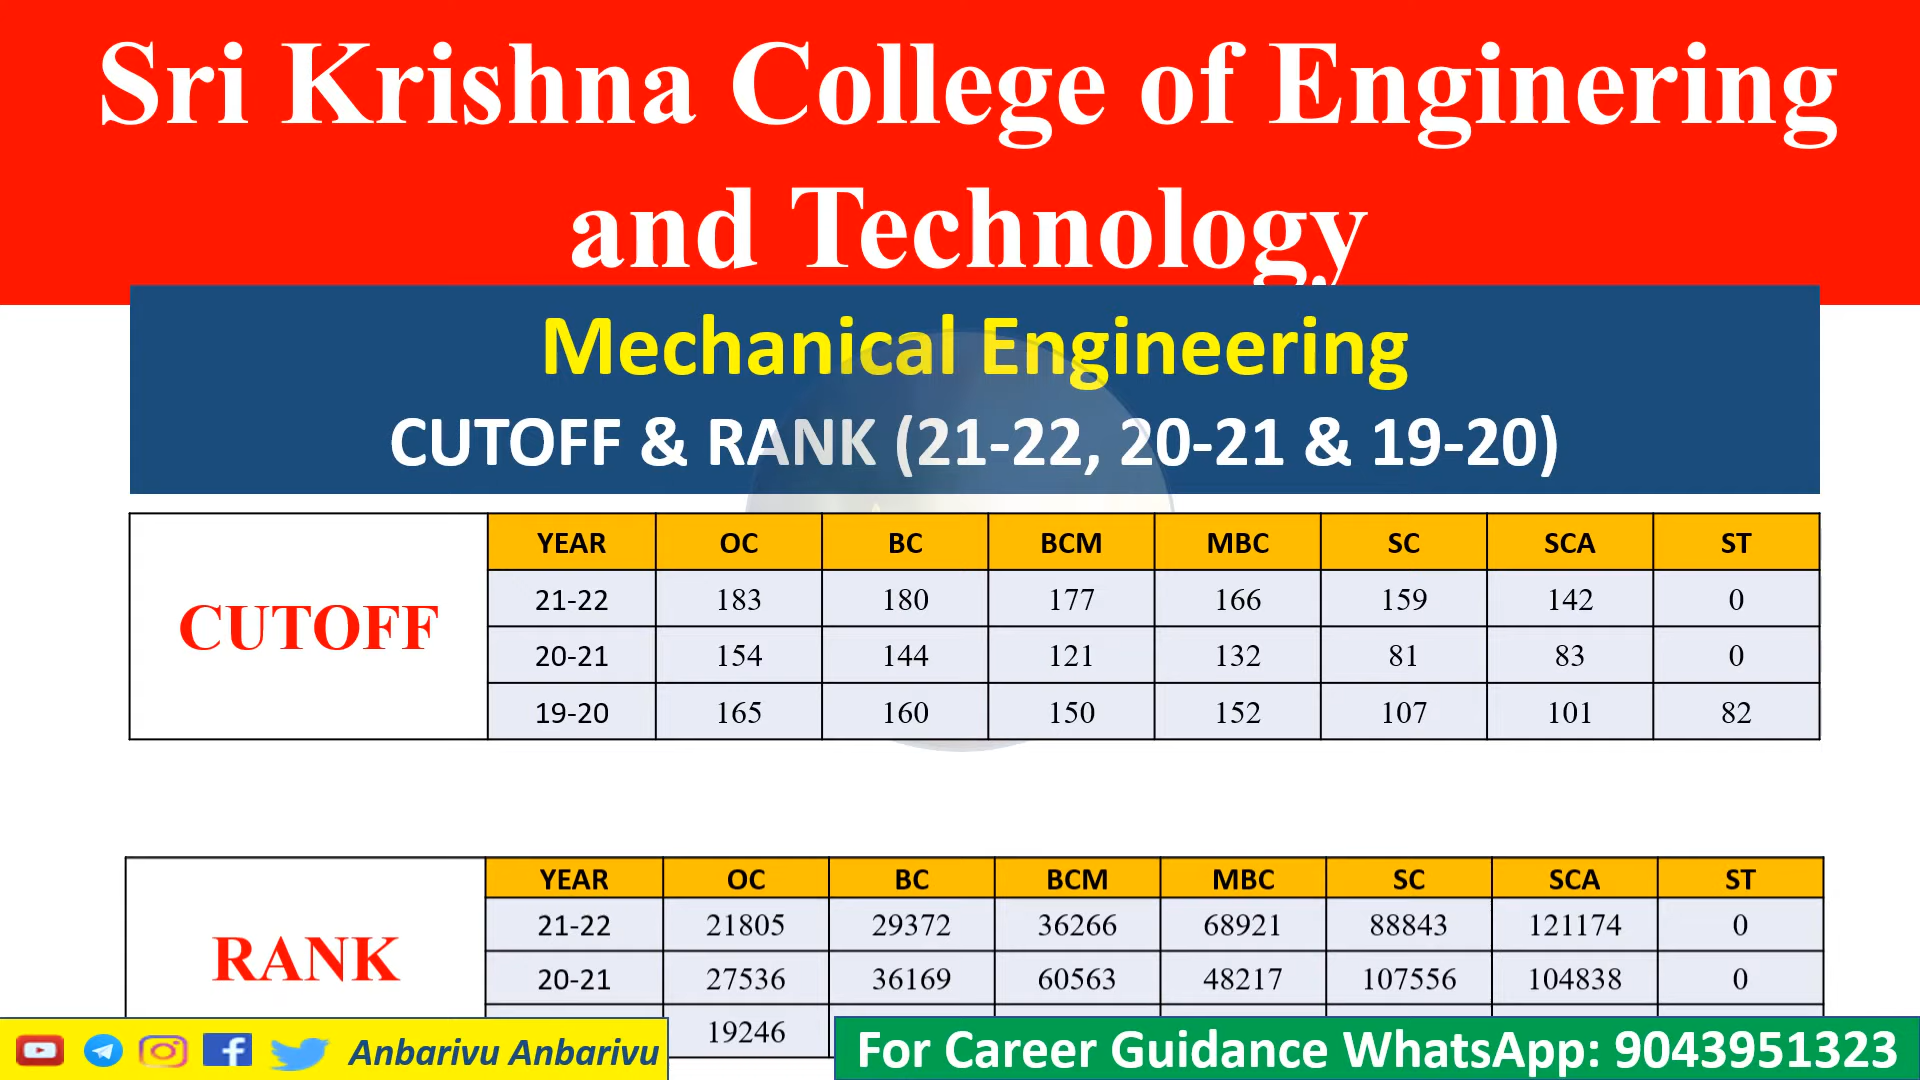 Sri Krishna College of Enginering
and Technology
Mechanical Engineering
CUTOFF & RANK (21-22, 20-21 & 19-20)
CUTOFF
YEAR OC BC BCM MBC SC SCA ST
21-22 183 180 177 166 159 142 0
20-21 154 144 121 132 81 83 0
19-20 165 160 150 152 107 101 82
RANK
YEAR OC BC BCM MBC SC SCA ST
21-22 21805 29372 36266 68921 88843 121174 0
20-21 27536 36169 60563 48217 107556 104838 0
19246
Anbarivu Anbarivu
For Career Guidance WhatsApp: 9043951323